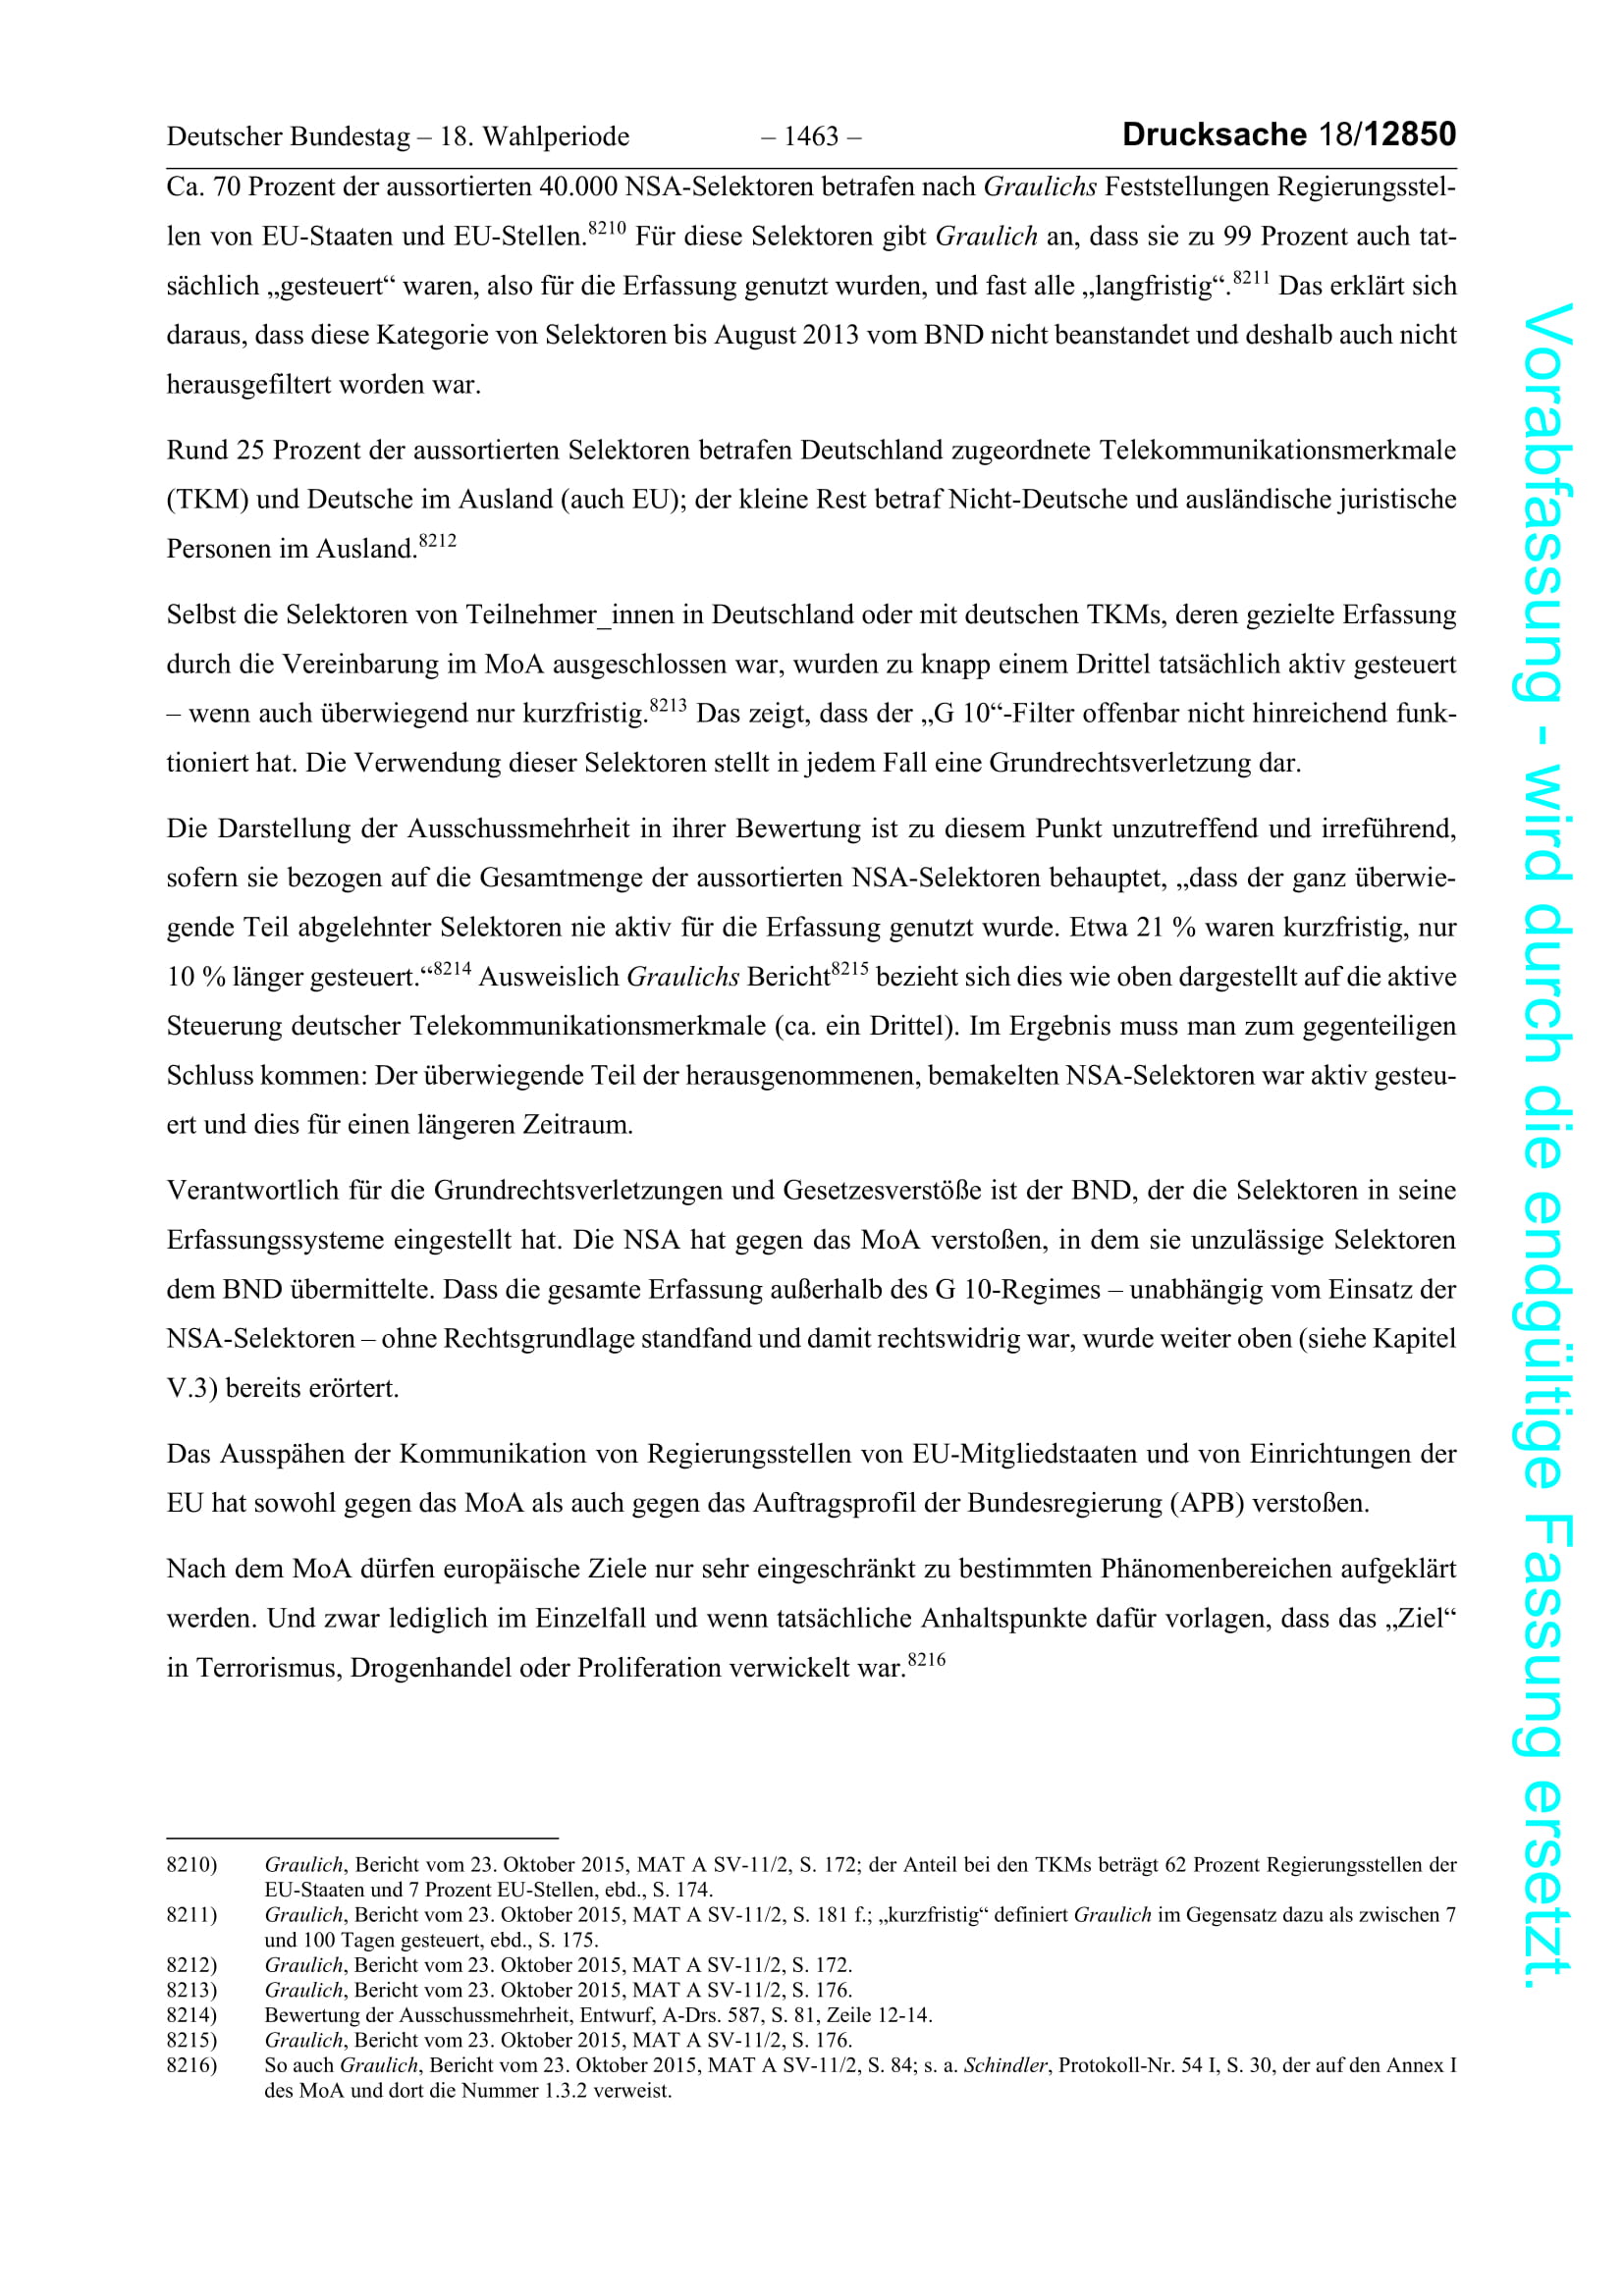 Deutscher Bundestag – 18. Wahlperiode – 1463 – Drucksache 18/12850
Ca. 70 Prozent der aussortierten 40.000 NSA-Selektoren betrafen nach Graulichs Feststellungen Regierungsstel-
len von EU-Staaten und EU-Stellen.8210 Für diese Selektoren gibt Graulich an, dass sie zu 99 Prozent auch tat-
sächlich „gesteuert“ waren, also für die Erfassung genutzt wurden, und fast alle „langfristig“.8211 Das erklärt sich
daraus, dass diese Kategorie von Selektoren bis August 2013 vom BND nicht beanstandet und deshalb auch nicht
herausgefiltert worden war.
Rund 25 Prozent der aussortierten Selektoren betrafen Deutschland zugeordnete Telekommunikationsmerkmale
(TKM) und Deutsche im Ausland (auch EU); der kleine Rest betraf Nicht-Deutsche und ausländische juristische
Personen im Ausland.8212
Selbst die Selektoren von Teilnehmer_innen in Deutschland oder mit deutschen TKMs, deren gezielte Erfassung
durch die Vereinbarung im MoA ausgeschlossen war, wurden zu knapp einem Drittel tatsächlich aktiv gesteuert
– wenn auch überwiegend nur kurzfristig.8213 Das zeigt, dass der „G 10“-Filter offenbar nicht hinreichend funk-
tioniert hat. Die Verwendung dieser Selektoren stellt in jedem Fall eine Grundrechtsverletzung dar.
Die Darstellung der Ausschussmehrheit in ihrer Bewertung ist zu diesem Punkt unzutreffend und irreführend,
sofern sie bezogen auf die Gesamtmenge der aussortierten NSA-Selektoren behauptet, „dass der ganz überwie-
gende Teil abgelehnter Selektoren nie aktiv für die Erfassung genutzt wurde. Etwa 21 % waren kurzfristig, nur
10 % länger gesteuert.“8214 Ausweislich Graulichs Bericht8215 bezieht sich dies wie oben dargestellt auf die aktive
Steuerung deutscher Telekommunikationsmerkmale (ca. ein Drittel). Im Ergebnis muss man zum gegenteiligen
Schluss kommen: Der überwiegende Teil der herausgenommenen, bemakelten NSA-Selektoren war aktiv gesteu-
ert und dies für einen längeren Zeitraum.
Verantwortlich für die Grundrechtsverletzungen und Gesetzesverstöße ist der BND, der die Selektoren in seine
Erfassungssysteme eingestellt hat. Die NSA hat gegen das MoA verstoßen, in dem sie unzulässige Selektoren
dem BND übermittelte. Dass die gesamte Erfassung außerhalb des G 10-Regimes – unabhängig vom Einsatz der
NSA-Selektoren – ohne Rechtsgrundlage standfand und damit rechtswidrig war, wurde weiter oben (siehe Kapitel
V.3) bereits erörtert.
Das Ausspähen der Kommunikation von Regierungsstellen von EU-Mitgliedstaaten und von Einrichtungen der
EU hat sowohl gegen das MoA als auch gegen das Auftragsprofil der Bundesregierung (APB) verstoßen.
Nach dem MoA dürfen europäische Ziele nur sehr eingeschränkt zu bestimmten Phänomenbereichen aufgeklärt
werden. Und zwar lediglich im Einzelfall und wenn tatsächliche Anhaltspunkte dafür vorlagen, dass das „Ziel“
in Terrorismus, Drogenhandel oder Proliferation verwickelt war.8216
8210) Graulich, Bericht vom 23. Oktober 2015, MAT A SV-11/2, S. 172; der Anteil bei den TKMs beträgt 62 Prozent Regierungsstellen der
EU-Staaten und 7 Prozent EU-Stellen, ebd., S. 174.
8211) Graulich, Bericht vom 23. Oktober 2015, MAT A SV-11/2, S. 181 f.; „kurzfristig“ definiert Graulich im Gegensatz dazu als zwischen 7
und 100 Tagen gesteuert, ebd., S. 175.
8212) Graulich, Bericht vom 23. Oktober 2015, MAT A SV-11/2, S. 172.
8213) Graulich, Bericht vom 23. Oktober 2015, MAT A SV-11/2, S. 176.
8214) Bewertung der Ausschussmehrheit, Entwurf, A-Drs. 587, S. 81, Zeile 12-14.
8215) Graulich, Bericht vom 23. Oktober 2015, MAT A SV-11/2, S. 176.
8216) So auch Graulich, Bericht vom 23. Oktober 2015, MAT A SV-11/2, S. 84; s. a. Schindler, Protokoll-Nr. 54 I, S. 30, der auf den Annex I
des MoA und dort die Nummer 1.3.2 verweist.
Vorabfassung - wird durch die endgültige Fassung ersetzt.